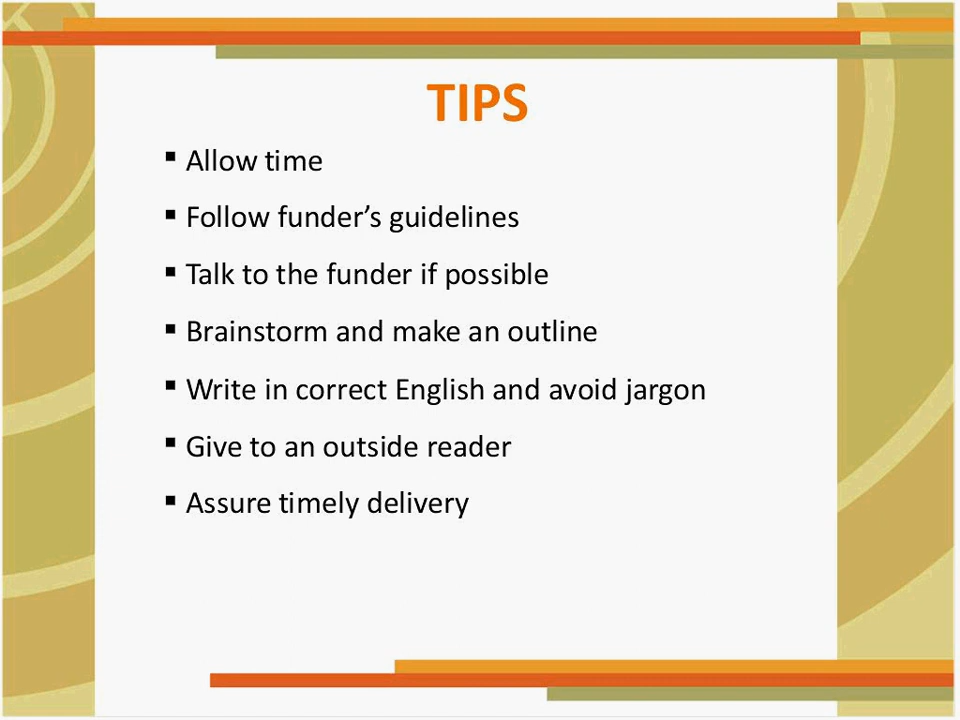 TIPS
▪ Allow time
▪ Follow funder’s guidelines
▪ Talk to the funder if possible
▪ Brainstorm and make an outline
▪ Write in correct English and avoid jargon
▪ Give to an outside reader
▪ Assure timely delivery